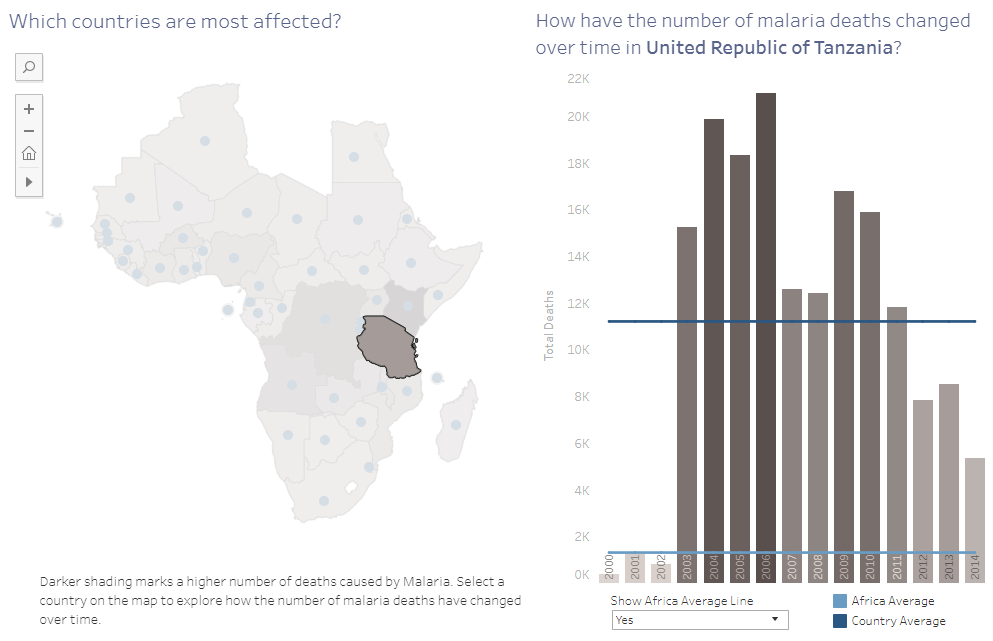 Which countries are most affected?
How have the number of malaria deaths changed
over time in United Republic of Tanzania?
22K
20K
18K
16K
14K
12K
10K
8K
6K
4K
2K
0K
Total Deaths
2000
2001
2002
2003
2004
2005
2006
2007
2008
2009
2010
2011
2012
2013
2014
Darker shading marks a higher number of deaths caused by Malaria. Select a
country on the map to explore how the number of malaria deaths have changed
over time.
Show Africa Average Line
Yes
Africa Average
Country Average